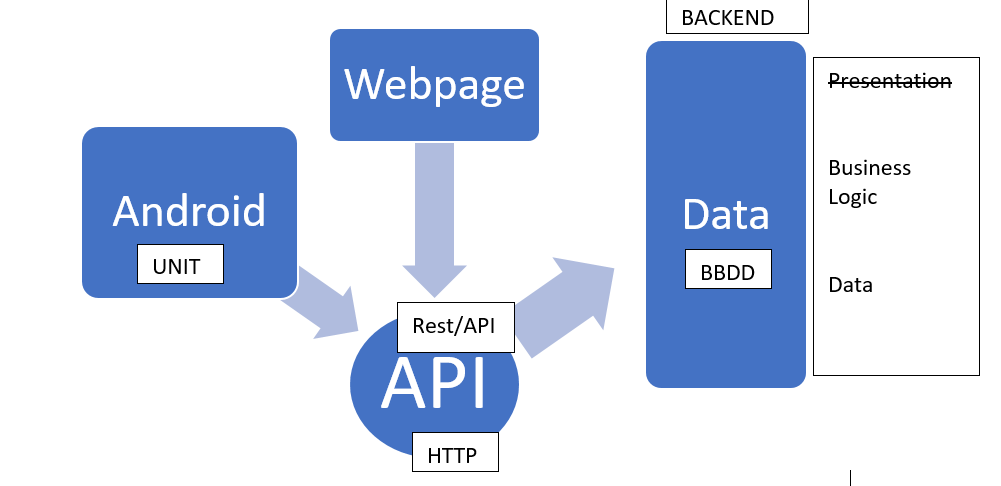 BACKEND
Webpage
Presentation
Android
UNIT
Business
Logic
Data
BBDD
Data
Rest/API
API
HTTP